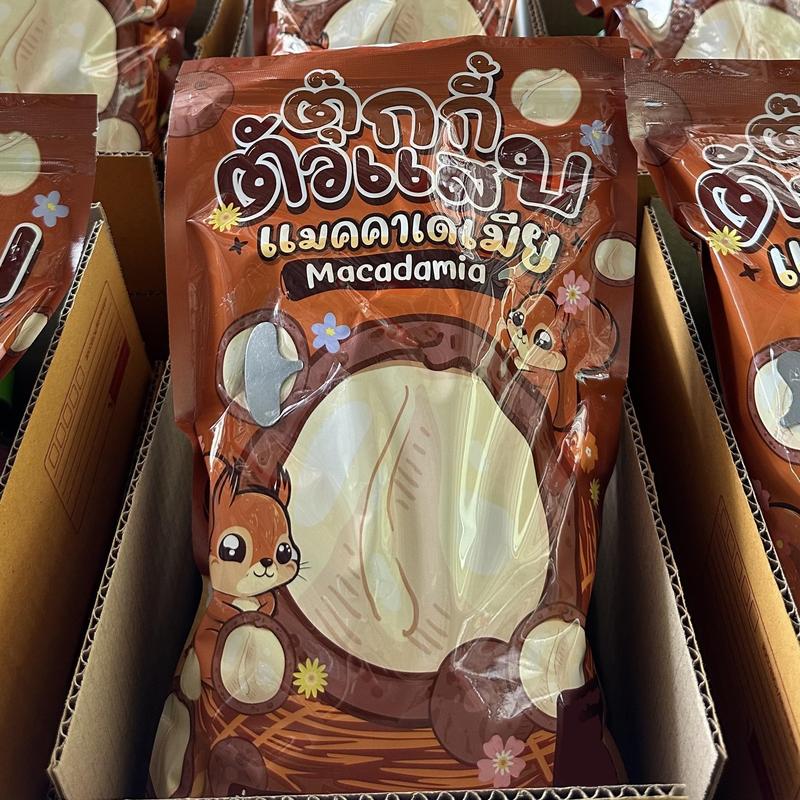 ตุ๊กกี้
ตัวแสบ
แมคคาเดเมีย
Macadamia